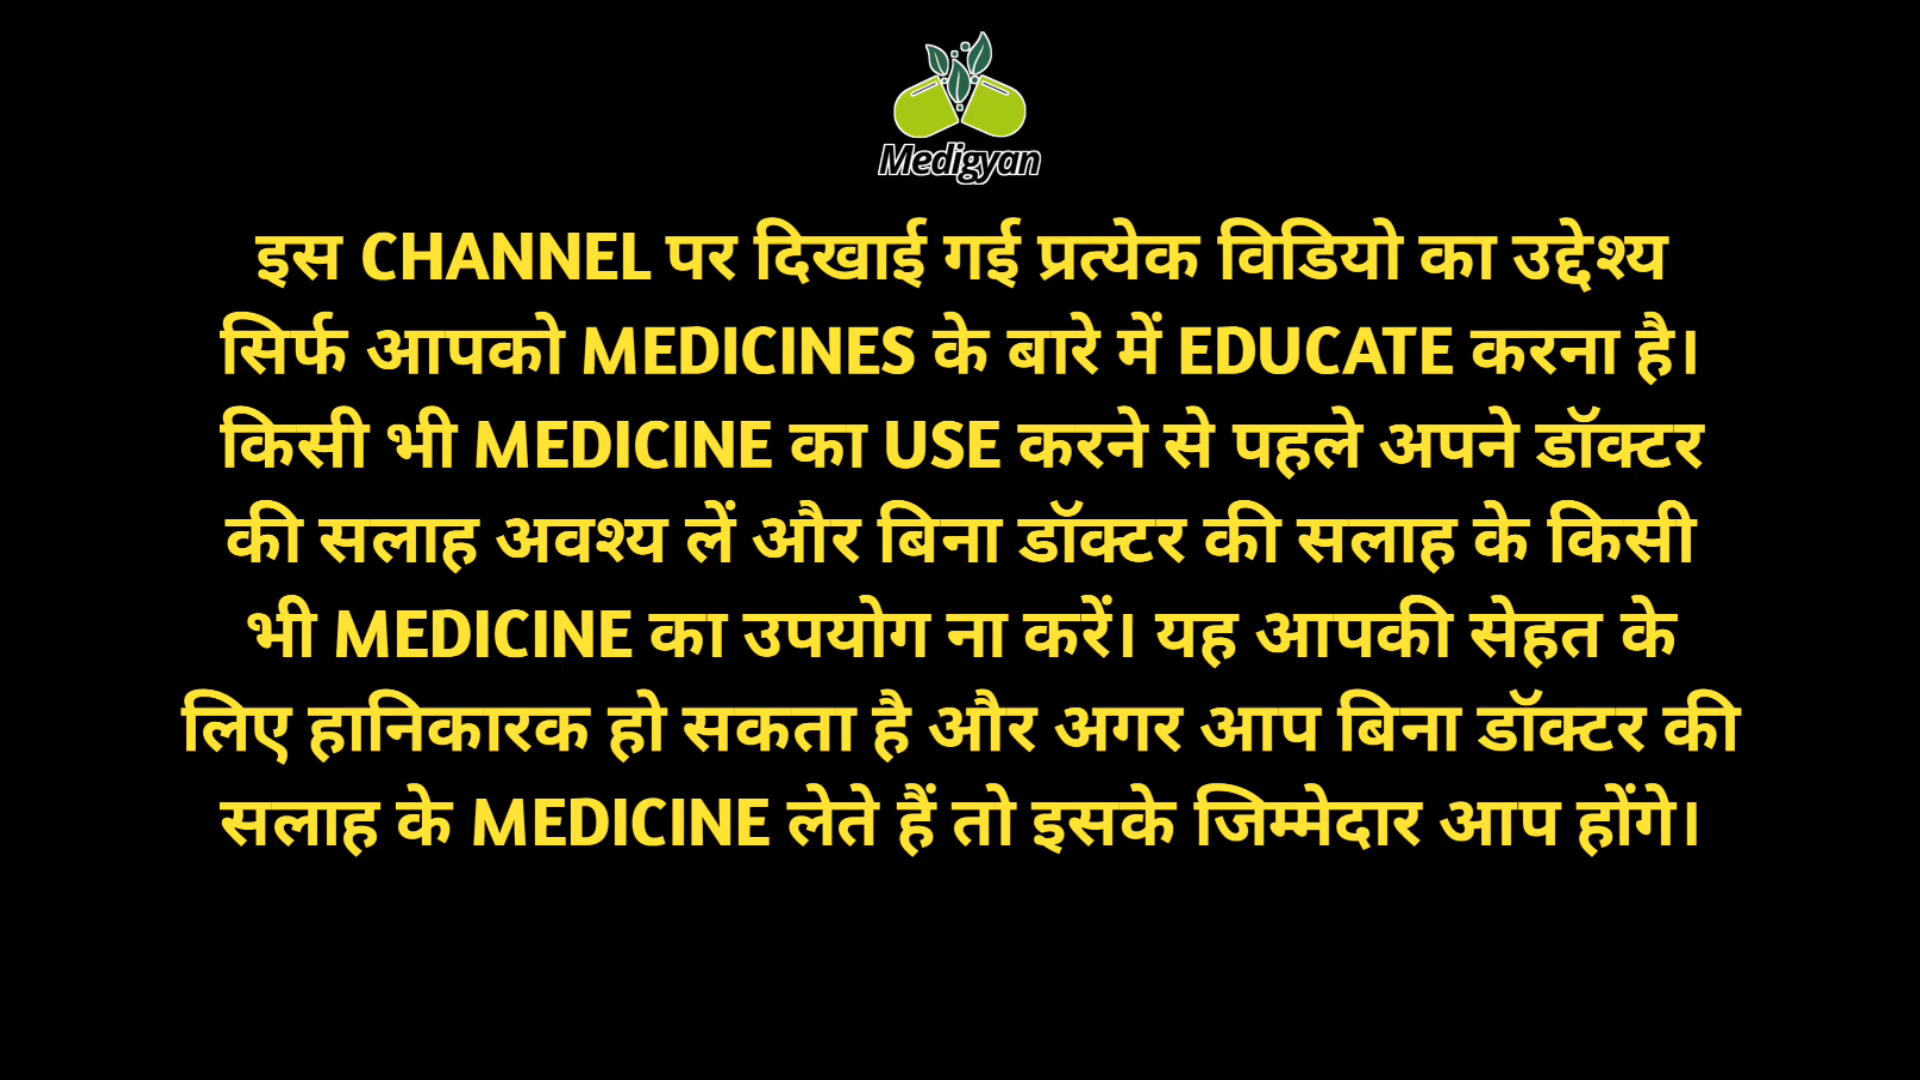 Medigyan
इस CHANNEL पर दिखाई गई प्रत्येक विडियो का उद्देश्य
सिर्फ आपको MEDICINES के बारे में EDUCATE करना है।
किसी भी MEDICINE का USE करने से पहले अपने डॉक्टर
की सलाह अवश्य लें और बिना डॉक्टर की सलाह के किसी
भी MEDICINE का उपयोग ना करें। यह आपकी सेहत के
लिए हानिकारक हो सकता है और अगर आप बिना डॉक्टर की
सलाह के MEDICINE लेते हैं तो इसके जिम्मेदार आप होंगे।